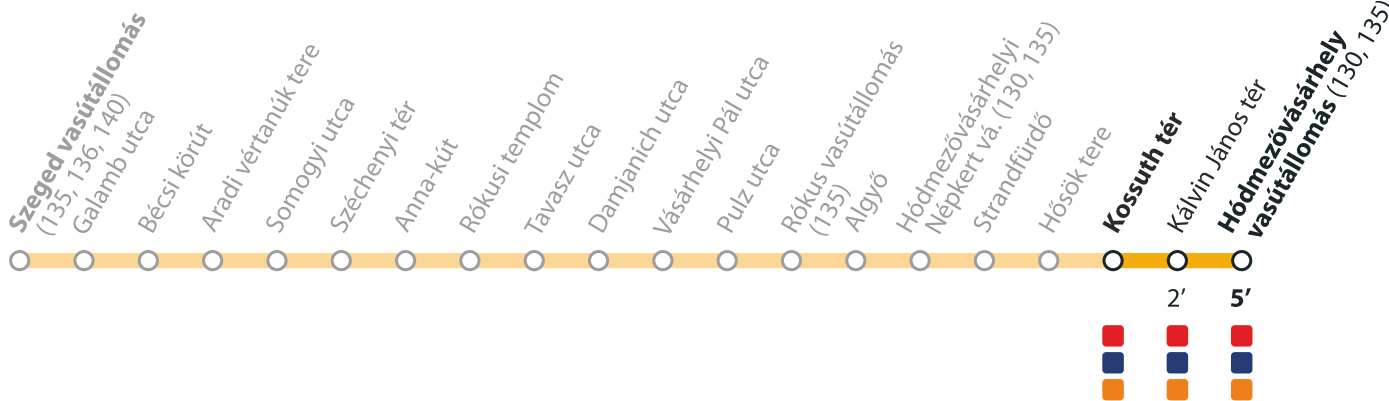 Szeged vasútállomás
(135, 136, 140)
Galamb utca
Bécsi körút
Aradi vértanúk tere
Somogyi utca
Széchenyi tér
Anna-kút
Rókusi templom
Tavasz utca
Damjanich utca
Vásárhelyi Pál utca
Pulz utca
Rókus vasútállomás
(135)
Algyő
Hódmezővásárhelyi
Népkert vá. (130, 135)
Strandfürdő
Hősök tere
Kossuth tér
Kálvin János tér
Hódmezővásárhely
vasútállomás (130, 135)
2’
5’